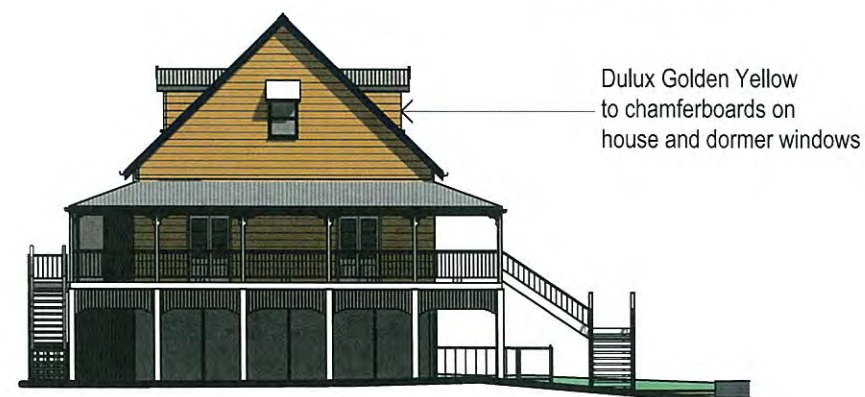 Dulux Golden Yellow
to chamferboards on
house and dormer windows